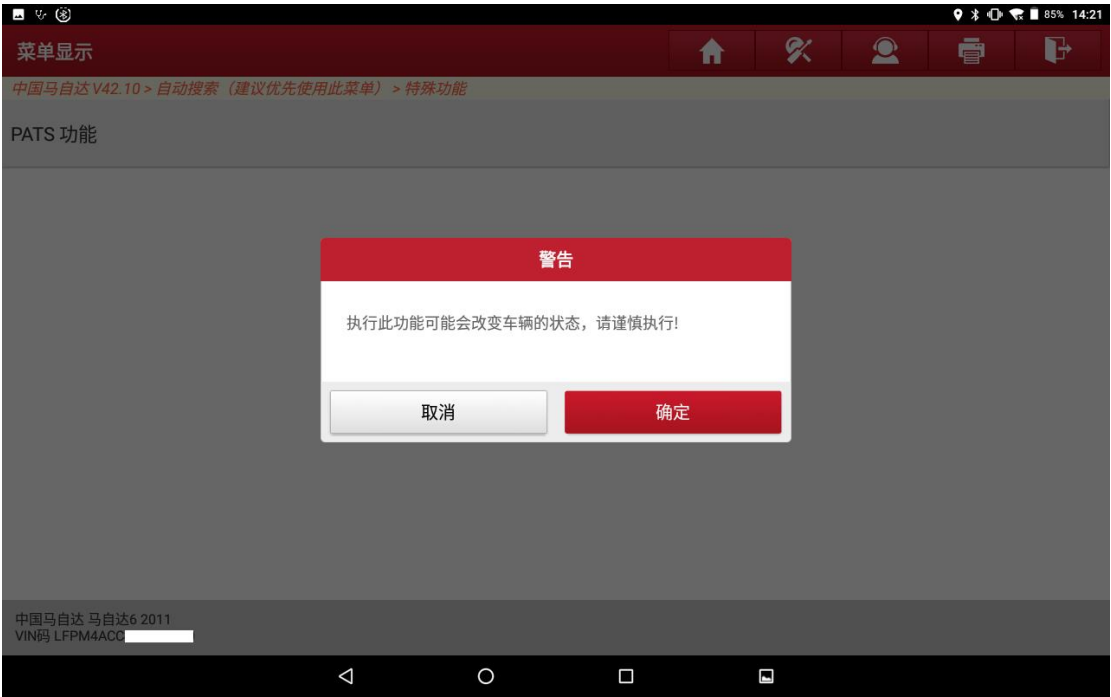 85% 14:21
菜单显示
中国马自达 V42.10 > 自动搜索（建议优先使用此菜单） > 特殊功能
PATS 功能
警告
执行此功能可能会改变车辆的状态，请谨慎执行!
取消
确定
中国马自达 马自达6 2011
VIN码 LFPM4ACC